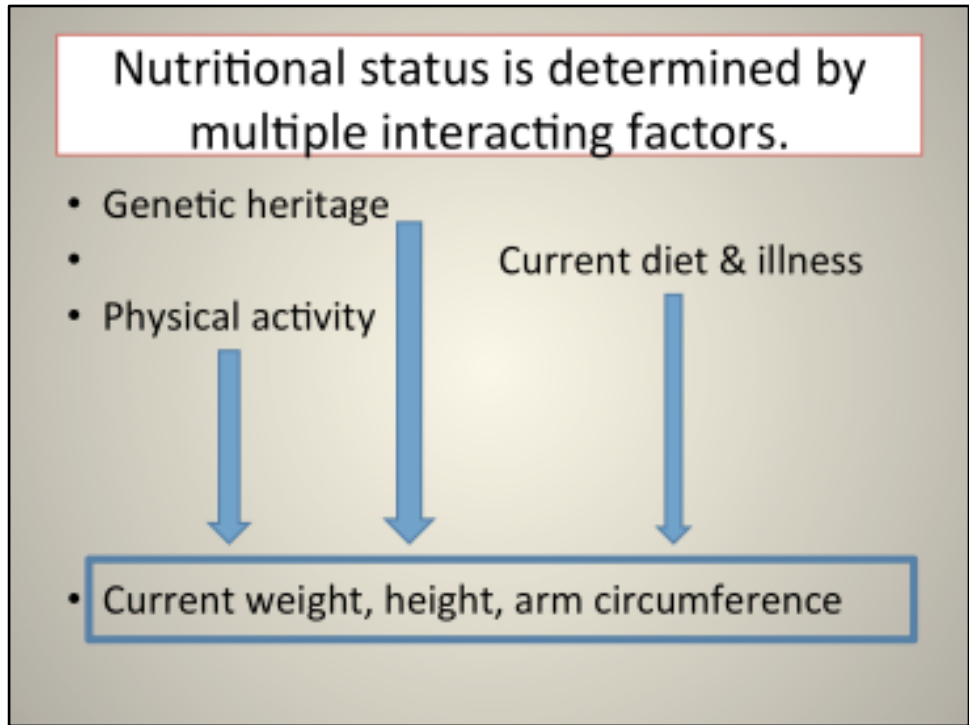 Nutritional status is determined by
multiple interacting factors.
• Genetic heritage
•
Current diet & illness
• Physical activity
• Current weight, height, arm circumference